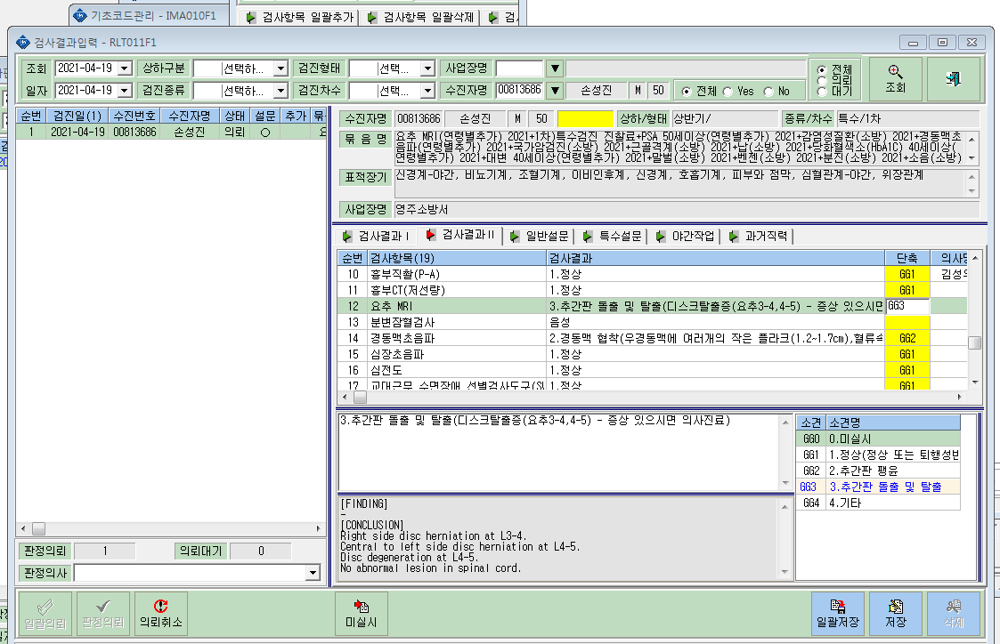 기초코드관리 - IMA010F1
검사항목 일괄추가 검사항목 일괄삭제
검사결과입력 - RLT011F1
조회 2021-04-19 상하구분 선택하... 검진형태 선택... 사업장명 전체 의뢰 대기 조회
일자 2021-04-19 검진종류 선택하... 검진차수 선택... 수진자명 00813686 손성진 M 50 전체 Yes No
순번 검진일(1) 수진번호 수진자명 상태 설문 추가
1 2021-04-19 00813686 손성진 의뢰 ○
수진자명 00813686 손성진 M 50 상하/형태 상반기/ 종류/차수 특수/1차
묶음명 요추 MRI(연령별추가) 2021+1차)특수검진 진찰료+PSA 50세이상(연령별추가) 2021+감염성질환(소방) 2021+경동맥초
음파(연령별추가) 2021+국가암검진(소방) 2021+근골격계(소방) 2021+납(소방) 2021+당화혈색소(HbA1C) 40세이상(
연령별추가) 2021+대변 40세이상(연령별추가) 2021+말벌(소방) 2021+벤젠(소방) 2021+분진(소방) 2021+소음(소방)
표적장기 신경계-야간, 비뇨기계, 조혈기계, 이비인후계, 신경계, 호흡기계, 피부와 점막, 심혈관계-야간, 위장관계
사업장명 영주소방서
검사결과Ⅰ 검사결과Ⅱ 일반설문 특수설문 야간작업 과거직력
순번 검사항목(19) 검사결과 단축 의사명
10 흉부직촬(P-A) 1.정상 GG1
11 흉부CT(저선량) 1.정상 GG1
12 요추 MRI 3.추간판 돌출 및 탈출(디스크탈출증(요추3-4,4-5) - 증상 있으시면 GG3
13 분변잠혈검사 음성
14 경동맥초음파 2.경동맥 협착(우경동맥에 여러개의 작은 플라크(1.2~1.7cm),혈류속 GG2
15 심장초음파 1.정상 GG1
16 심전도 1.정상 GG1
17 교대근무 수면장애 선별검사도구 1.정상 GG1
3.추간판 돌출 및 탈출(디스크탈출증(요추3-4,4-5) - 증상 있으시면 의사진료)
소견 소견명
GG0 0.미실시
GG1 1.정상(정상 또는 퇴행성변
GG2 2.추간판 팽윤
GG3 3.추간판 돌출 및 탈출
GG4 4.기타
[FINDING]
-
[CONCLUSION]
Right side disc herniation at L3-4.
Central to left side disc herniation at L4-5.
Disc degeneration at L4-5.
No abnormal lesion in spinal cord.
판정의뢰 1 의뢰대기 0
판정의사
일괄의뢰 판정의뢰 의뢰취소 미실시 일괄저장 저장 삭제